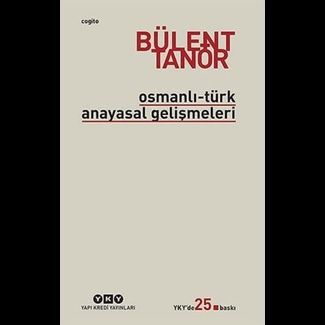 cogito
BÜLENT
TANÖR
osmanlı-türk
anayasal gelişmeleri
YKY
YAPI KREDİ YAYINLARI
YKY'de 25. baskı